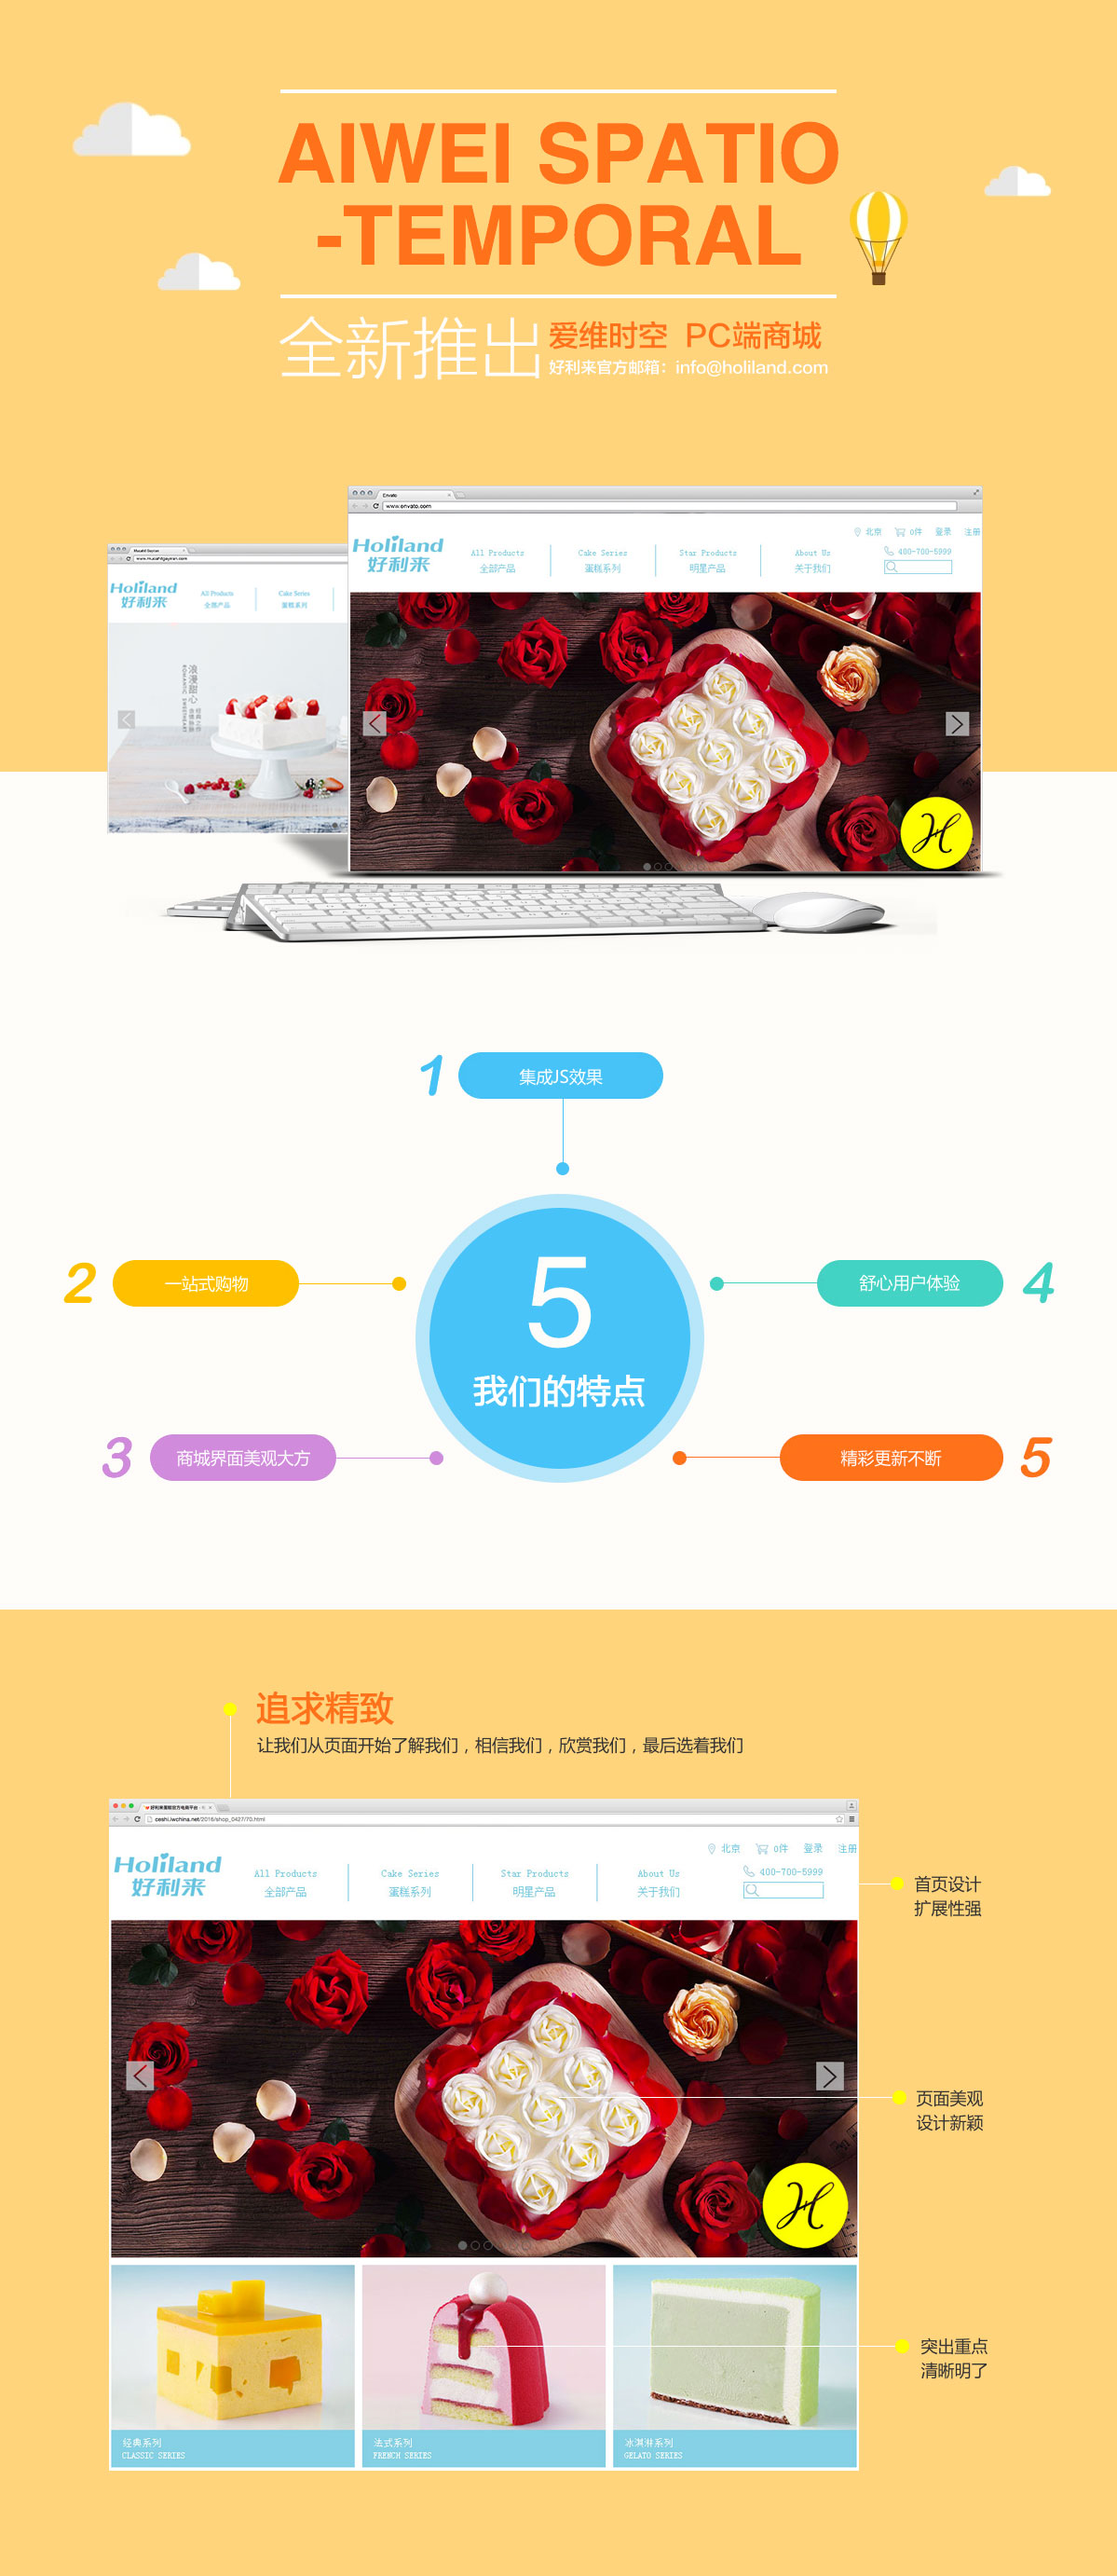 AIWEI SPATIO
-TEMPORAL
全新推出
爱维时空 PC端商城
好利来官方邮箱：info@holiland.com
Envato
www.envato.com
北京 0件 登录 注册
Holiland
好利来
All Products
全部产品
Cake Series
蛋糕系列
Star Products
明星产品
About Us
关于我们
400-700-5999
Holiland
好利来
All Products
全部产品
Cake Series
蛋糕系列
浪漫甜心
ROMANTIC SWEETHEART
H
1
集成JS效果
2
一站式购物
3
商城界面美观大方
4
舒心用户体验
5
精彩更新不断
5
我们的特点
追求精致
让我们从页面开始了解我们，相信我们，欣赏我们，最后选着我们
ceshi.iwchina.net/2016/shop_0427/70.html
北京 0件 登录 注册
Holiland
好利来
All Products
全部产品
Cake Series
蛋糕系列
Star Products
明星产品
About Us
关于我们
400-700-5999
首页设计
扩展性强
页面美观
设计新颖
H
突出重点
清晰明了
经典系列
CLASSIC SERIES
法式系列
FRENCH SERIES
冰淇淋系列
GELATO SERIES